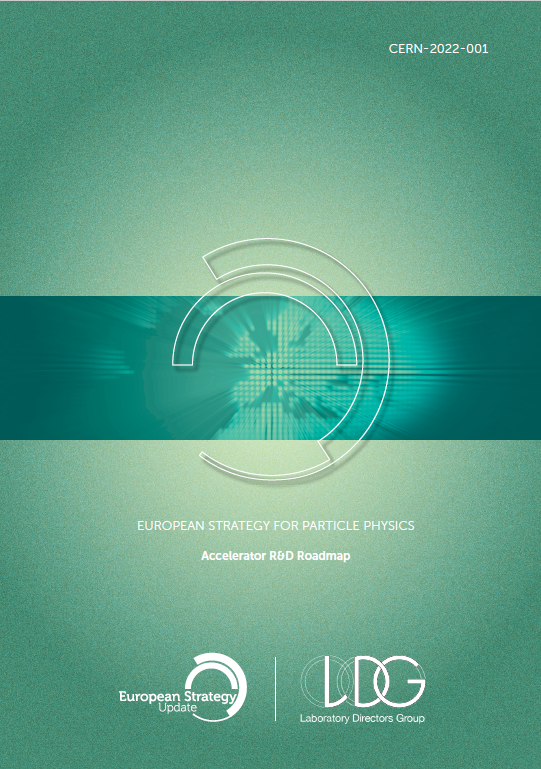 CERN-2022-001
EUROPEAN STRATEGY FOR PARTICLE PHYSICS
Accelerator R&D Roadmap
European Strategy
Update
LDG
Laboratory Directors Group